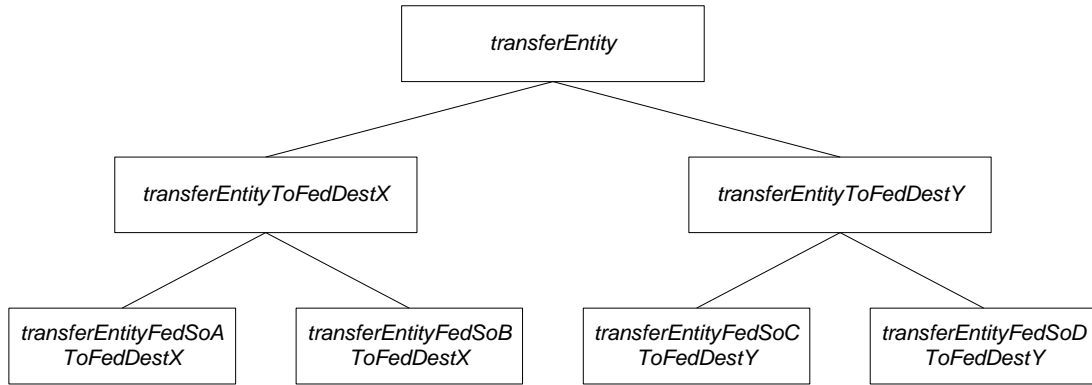 transferEntity
transferEntityToFedDestX
transferEntityToFedDestY
transferEntityFedSoA
ToFedDestX
transferEntityFedSoB
ToFedDestX
transferEntityFedSoC
ToFedDestY
transferEntityFedSoD
ToFedDestY